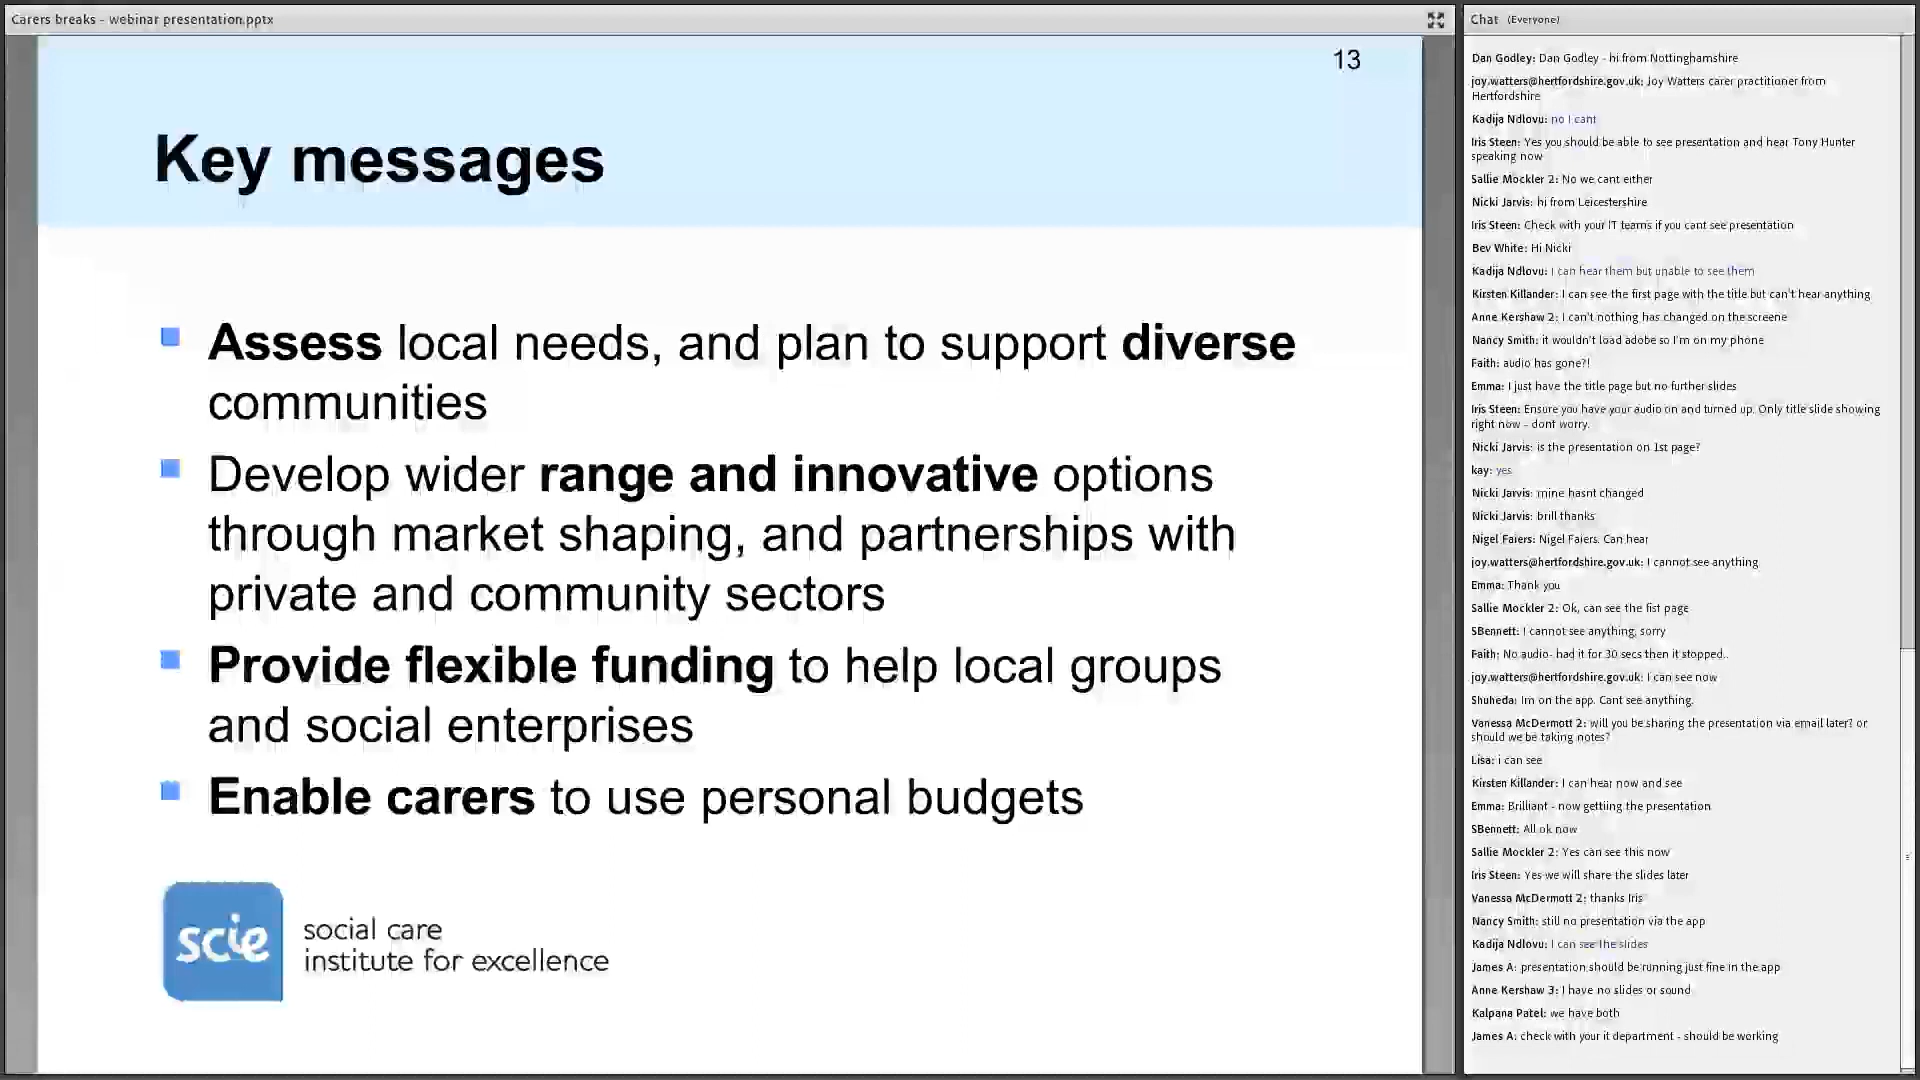 Carers breaks - webinar presentation.pptx
13
Key messages
Assess local needs, and plan to support diverse
communities
Develop wider range and innovative options
through market shaping, and partnerships with
private and community sectors
Provide flexible funding to help local groups
and social enterprises
Enable carers to use personal budgets
scie
social care
institute for excellence
Chat (Everyone)
Dan Godley: Dan Godley - hi from Nottinghamshire
joy.watters@hertfordshire.gov.uk: Joy Watters carer practitioner from
Hertfordshire
Kadija Ndlovu: no I cant
Iris Steen: Yes you should be able to see presentation and hear Tony Hunter
speaking now
Sallie Mockler 2: No we cant either
Nicki Jarvis: hi from Leicestershire
Iris Steen: Check with your IT teams if you cant see presentation
Bev White: Hi Nicki
Kadija Ndlovu: I can hear them but unable to see them
Kirsten Killander: I can see the first page with the title but can't hear anything
Anne Kershaw 2: I can't nothing has changed on the screene
Nancy Smith: it wouldn't load adobe so I'm on my phone
Faith: audio has gone?!
Emma: I just have the title page but no further slides
Iris Steen: Ensure you have your audio on and turned up. Only title slide showing
right now - dont worry.
Nicki Jarvis: is the presentation on 1st page?
kay: yes
Nicki Jarvis: mine hasnt changed
Nicki Jarvis: brill thanks
Nigel Faiers: Nigel Faiers. Can hear
joy.watters@hertfordshire.gov.uk: I cannot see anything
Emma: Thank you
Sallie Mockler 2: Ok, can see the fist page
SBennett: I cannot see anything, sorry
Faith: No audio- had it for 30 secs then it stopped..
joy.watters@hertfordshire.gov.uk: I can see now
Shuheda: Im on the app. Cant see anything.
Vanessa McDermott 2: will you be sharing the presentation via email later? or
should we be taking notes?
Lisa: i can see
Kirsten Killander: I can hear now and see
Emma: Brilliant - now gettiing the presentation
SBennett: All ok now
Sallie Mockler 2: Yes can see this now
Iris Steen: Yes we will share the slides later
Vanessa McDermott 2: thanks Iris
Nancy Smith: still no presentation via the app
Kadija Ndlovu: I can see the slides
James A: presentation should be running just fine in the app
Anne Kershaw 3: I have no slides or sound
Kalpana Patel: we have both
James A: check with your it department - should be working